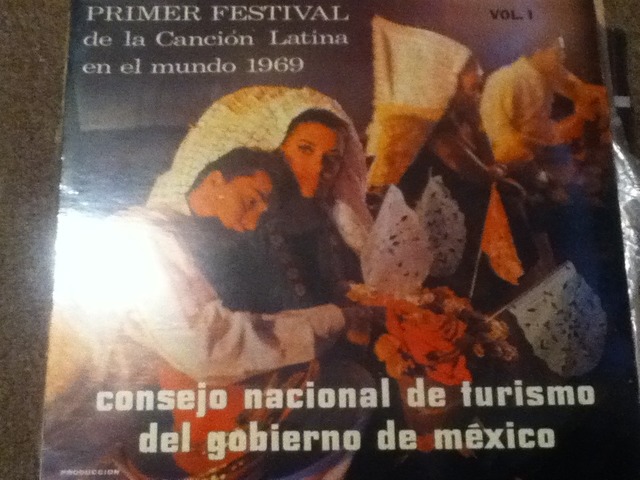 PRIMER FESTIVAL
de la Canción Latina
en el mundo 1969
VOL. 1
consejo nacional de turismo
del gobierno de méxico
PRODUCCION